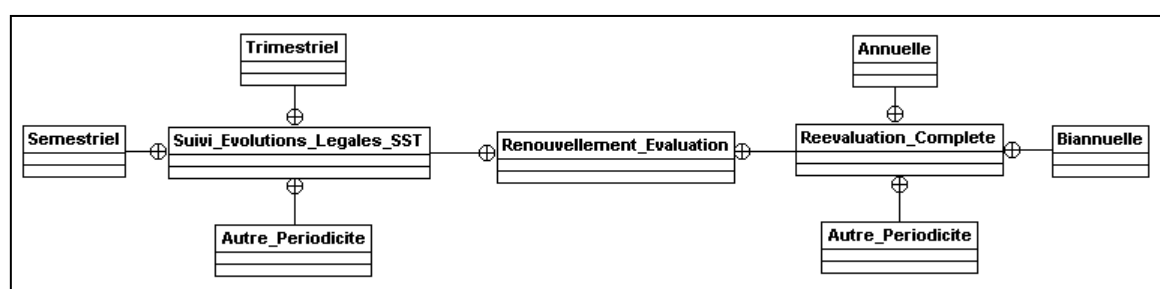 Trimestriel
Annuelle
Semestriel
Suivi_Evolutions_Legales_SST
Renouvellement_Evaluation
Reevaluation_Complete
Biannuelle
Autre_Periodicite
Autre_Periodicite